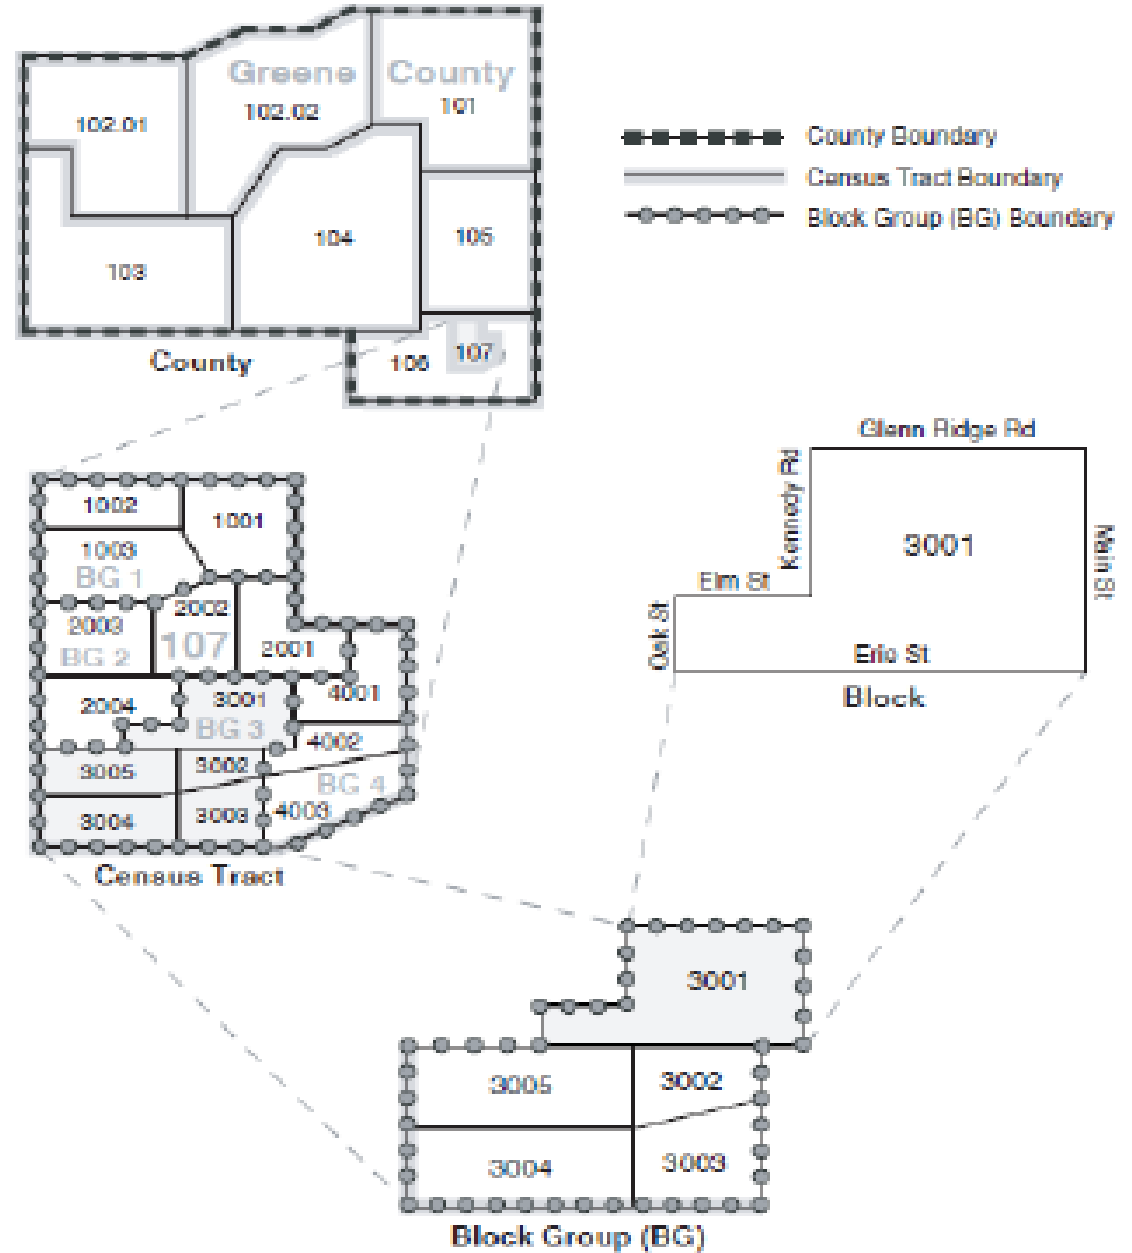 Greene County
102.01
102.02
101
103
104
105
106
107
County
County Boundary
Census Tract Boundary
Block Group (BG) Boundary
1002
1001
1003
BG 1
2003
2002
BG 2
107
2001
2004
3001
4001
BG 3
4002
3005
3002
BG 4
3004
3003
4003
Census Tract
Glenn Ridge Rd
Kennedy Rd
3001
Main St
Elm St
Oak St
Erie St
Block
3001
3005
3002
3004
3003
Block Group (BG)